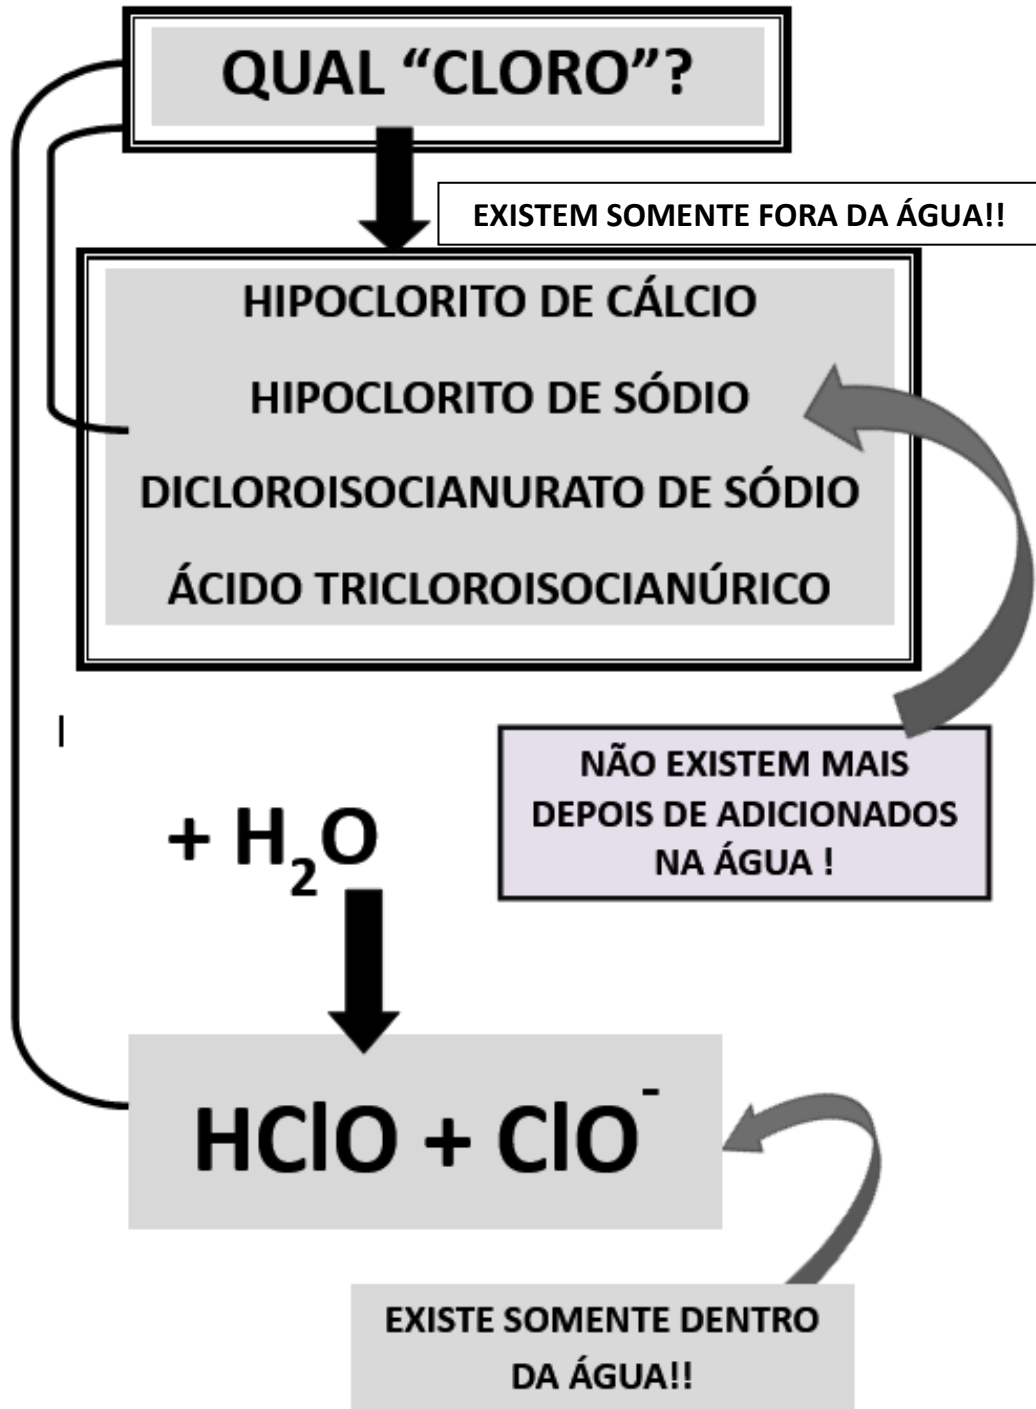 QUAL “CLORO”?
EXISTEM SOMENTE FORA DA ÁGUA!!
HIPOCLORITO DE CÁLCIO
HIPOCLORITO DE SÓDIO
DICLOROISOCIANURATO DE SÓDIO
ÁCIDO TRICLOROISOCIANÚRICO
NÃO EXISTEM MAIS
DEPOIS DE ADICIONADOS
NA ÁGUA !
+ H₂O
HClO + ClO⁻
EXISTE SOMENTE DENTRO
DA ÁGUA!!